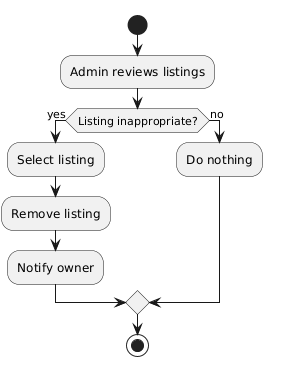 Admin reviews listings
Listing inappropriate?
yes
no
Select listing
Do nothing
Remove listing
Notify owner